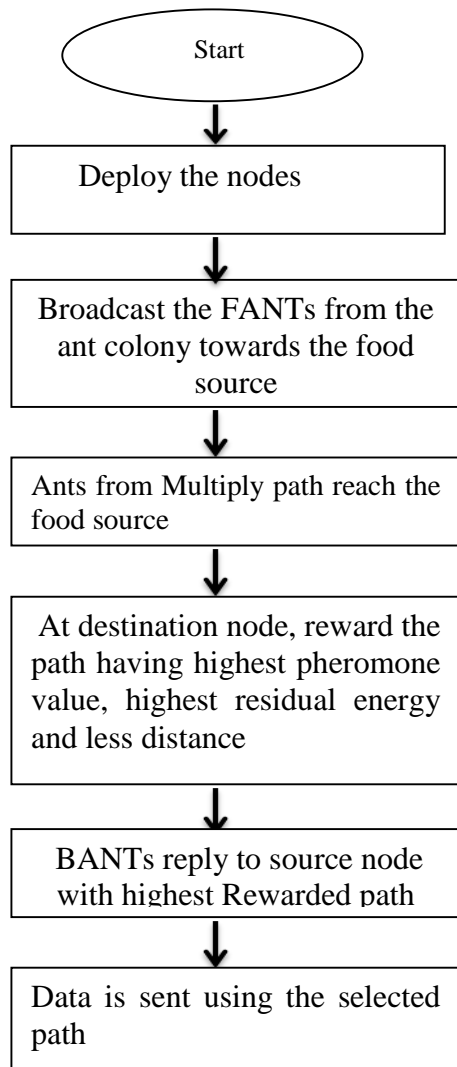 Start
Deploy the nodes
Broadcast the FANTs from the
ant colony towards the food
source
Ants from Multiply path reach the
food source
At destination node, reward the
path having highest pheromone
value, highest residual energy
and less distance
BANTs reply to source node
with highest Rewarded path
Data is sent using the selected
path